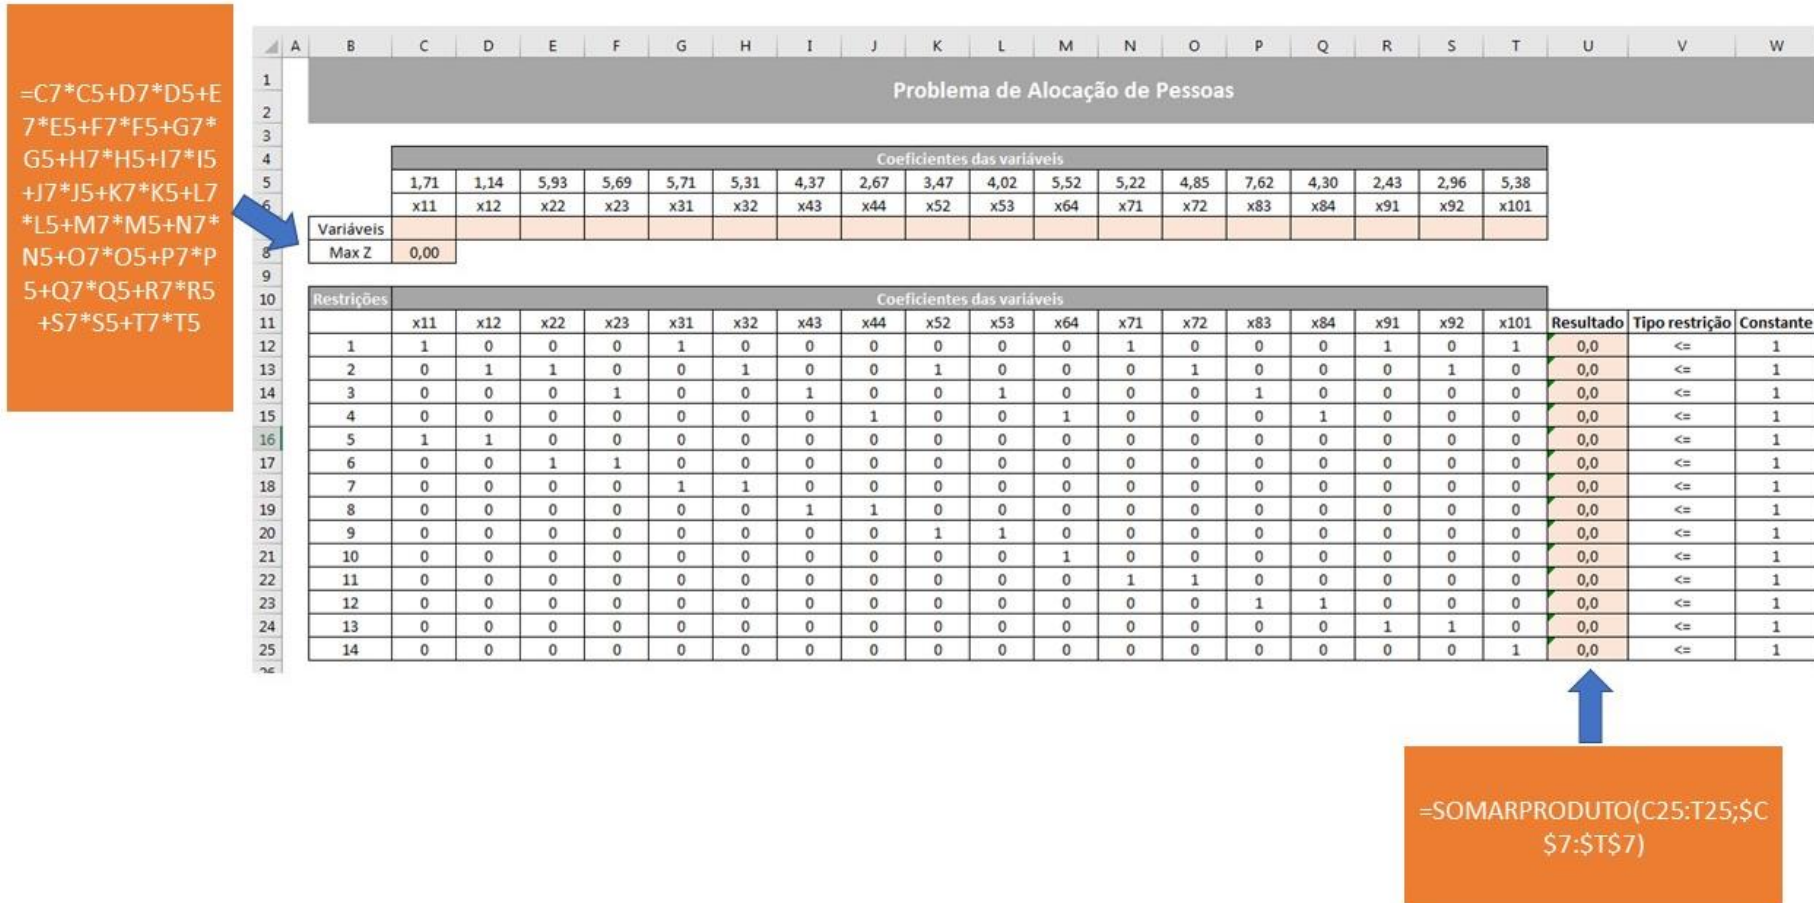 =C7*C5+D7*D5+E
7*E5+F7*F5+G7*
G5+H7*H5+I7*I5
+J7*J5+K7*K5+L7
*L5+M7*M5+N7*
N5+O7*O5+P7*P
5+Q7*Q5+R7*R5
+S7*S5+T7*T5
A B C D E F G H I J K L M N O P Q R S T U V W
1
Problema de Alocação de Pessoas
2
3
4 Coeficientes das variáveis
5 1,71 1,14 5,93 5,69 5,71 5,31 4,37 2,67 3,47 4,02 5,52 5,22 4,85 7,62 4,30 2,43 2,96 5,38
6 x11 x12 x22 x23 x31 x32 x43 x44 x52 x53 x64 x71 x72 x83 x84 x91 x92 x101
Variáveis
8 Max Z 0,00
9
10 Restrições Coeficientes das variáveis
11 x11 x12 x22 x23 x31 x32 x43 x44 x52 x53 x64 x71 x72 x83 x84 x91 x92 x101 Resultado Tipo restrição Constante
12 1 1 0 0 0 1 0 0 0 0 0 0 1 0 0 0 1 0 1 0,0 <= 1
13 2 0 1 1 0 0 1 0 0 1 0 0 0 1 0 0 0 1 0 0,0 <= 1
14 3 0 0 0 1 0 0 1 0 0 1 0 0 0 1 0 0 0 0 0,0 <= 1
15 4 0 0 0 0 0 0 0 1 0 0 1 0 0 0 1 0 0 0 0,0 <= 1
16 5 1 1 0 0 0 0 0 0 0 0 0 0 0 0 0 0 0 0 0,0 <= 1
17 6 0 0 1 1 0 0 0 0 0 0 0 0 0 0 0 0 0 0 0,0 <= 1
18 7 0 0 0 0 1 1 0 0 0 0 0 0 0 0 0 0 0 0 0,0 <= 1
19 8 0 0 0 0 0 0 1 1 0 0 0 0 0 0 0 0 0 0 0,0 <= 1
20 9 0 0 0 0 0 0 0 0 1 1 0 0 0 0 0 0 0 0 0,0 <= 1
21 10 0 0 0 0 0 0 0 0 0 0 1 0 0 0 0 0 0 0 0,0 <= 1
22 11 0 0 0 0 0 0 0 0 0 0 0 1 1 0 0 0 0 0 0,0 <= 1
23 12 0 0 0 0 0 0 0 0 0 0 0 0 0 1 1 0 0 0 0,0 <= 1
24 13 0 0 0 0 0 0 0 0 0 0 0 0 0 0 0 1 1 0 0,0 <= 1
25 14 0 0 0 0 0 0 0 0 0 0 0 0 0 0 0 0 0 1 0,0 <= 1
=SOMARPRODUTO(C25:T25;$C
$7:$T$7)